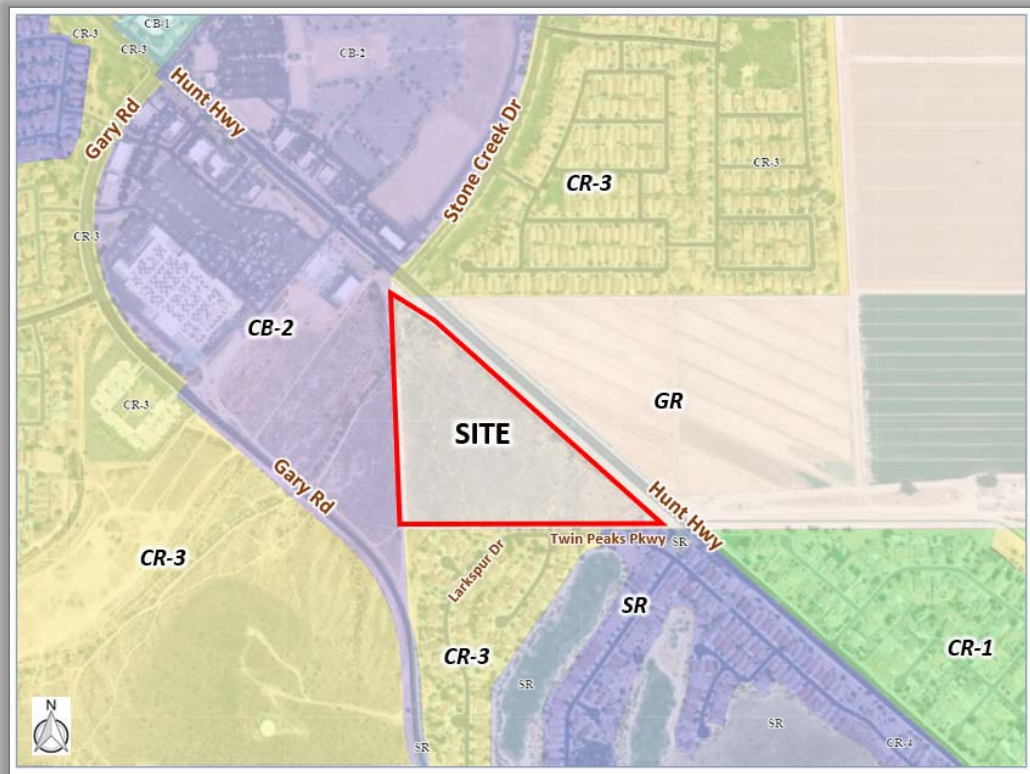 CB-1
CR-3
CR-3
CB-2
Hunt Hwy
Gary Rd
Stone Creek Dr
CR-3
CR-3
CR-3
CB-2
GR
CR-3
SITE
Gary Rd
Hunt Hwy
Twin Peaks Pkwy
SR
CR-3
Larkspur Dr
SR
CR-3
CR-1
SR
SR
CR-4
SR
N